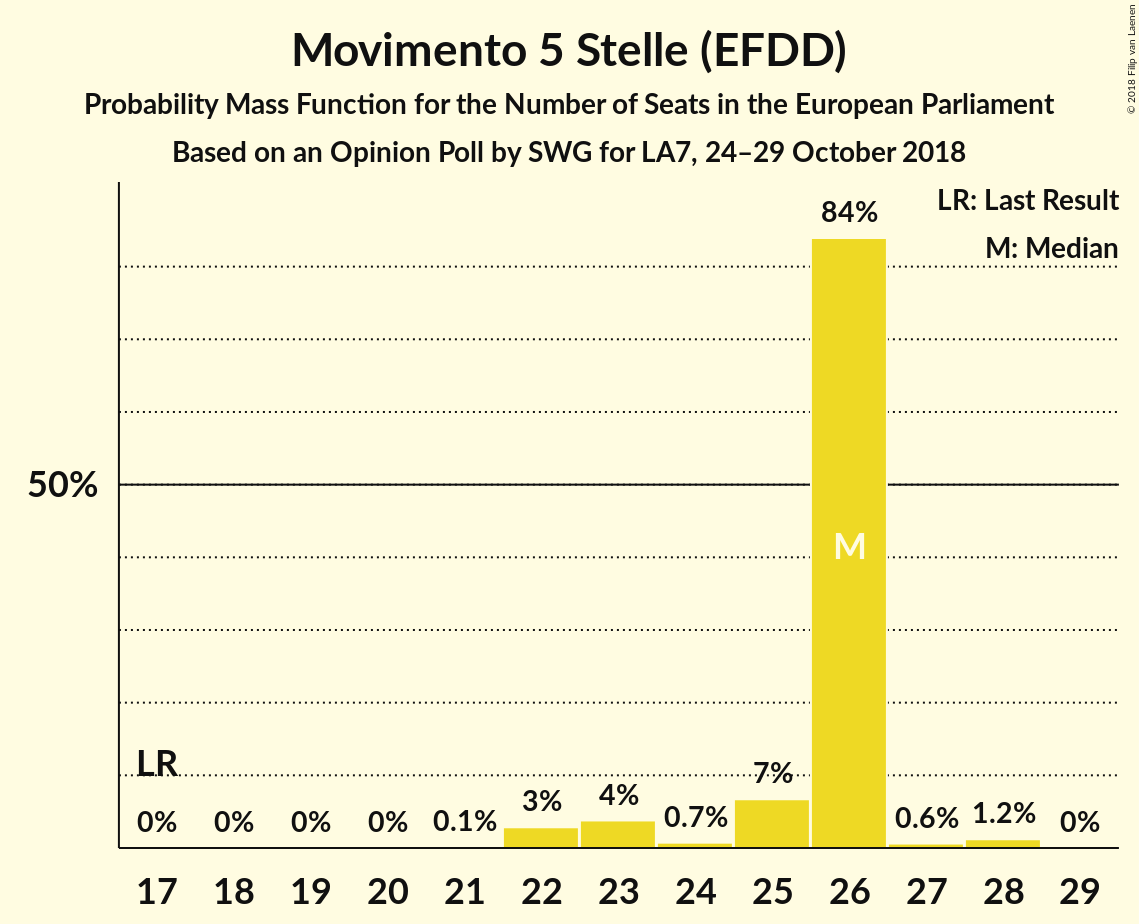 Movimento 5 Stelle (EFDD)
Probability Mass Function for the Number of Seats in the European Parliament
Based on an Opinion Poll by SWG for LA7, 24–29 October 2018
© 2018 Filip van Laenen
LR: Last Result
M: Median
50%
84%
M
LR
0% 0% 0% 0% 0.1% 3% 4% 0.7% 7% 0.6% 1.2% 0%
17 18 19 20 21 22 23 24 25 26 27 28 29